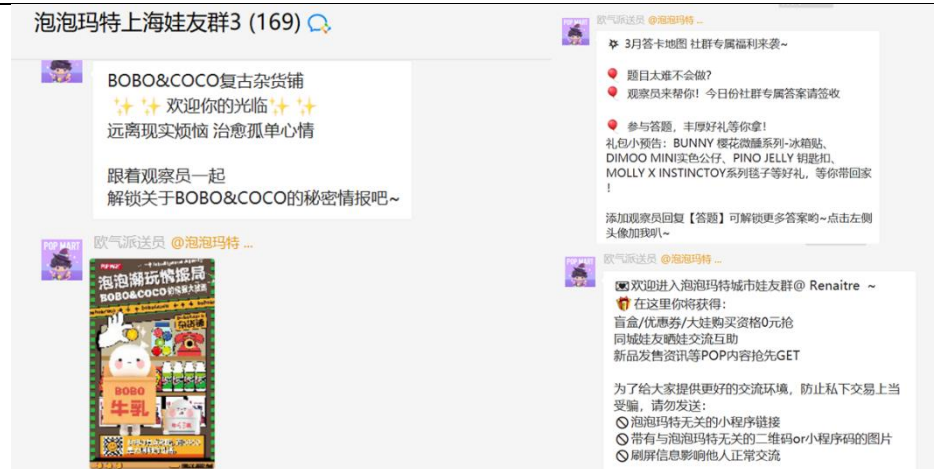 泡泡玛特上海娃友群3 (169)
BOBO&COCO复古杂货铺
✨ ✨ 欢迎你的光临✨ ✨
远离现实烦恼 治愈孤单心情
跟着观察员一起
解锁关于BOBO&COCO的秘密情报吧~
POP MART
欧气派送员 @泡泡玛特 ...
POP MART
泡泡潮玩情报局
BOBO&COCO
杂货铺
BOBO
牛乳
欧气派送员 @泡泡玛特 ...
💥 3月答卡地图 社群专属福利来袭~
🎈 题目太难不会做?
🎈 观察员来帮你! 今日份社群专属答案请签收
🎈 参与答题，丰厚好礼等你拿!
礼包小预告：BUNNY 樱花微醺系列-冰箱贴、
DIMOO MINI实色公仔、PINO JELLY 钥匙扣、
MOLLY X INSTINCTOY系列毯子等好礼，等你带回家
!
添加观察员回复【答题】可解锁更多答案哟~点击左侧
头像加我叭~
欧气派送员 @泡泡玛特 ...
💌欢迎进入泡泡玛特城市娃友群@ Renaitre ~
🎁在这里你将获得：
盲盒/优惠券/大娃购买资格0元抢
同城娃友晒娃交流互助
新品发售资讯等POP内容抢先GET
为了给大家提供更好的交流环境，防止私下交易上当
受骗，请勿发送：
🚫泡泡玛特无关的小程序链接
🚫带有与泡泡玛特无关的二维码or小程序码的图片
🚫刷屏信息影响他人正常交流